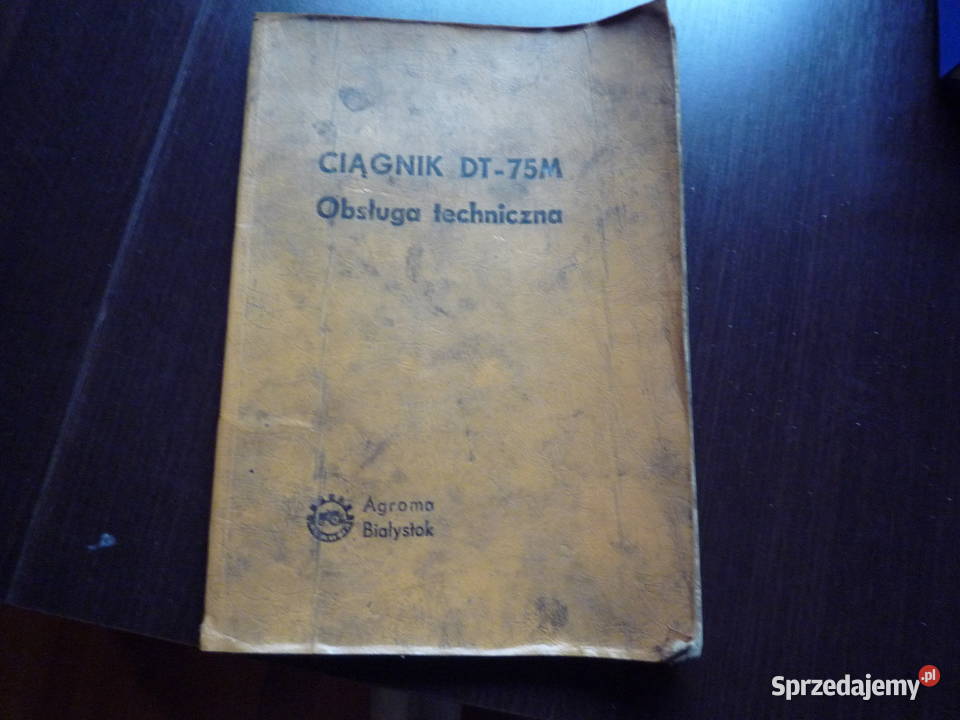 CIĄGNIK DT-75M
Obsługa techniczna
Agroma
Białystok
Sprzedajemy.pl